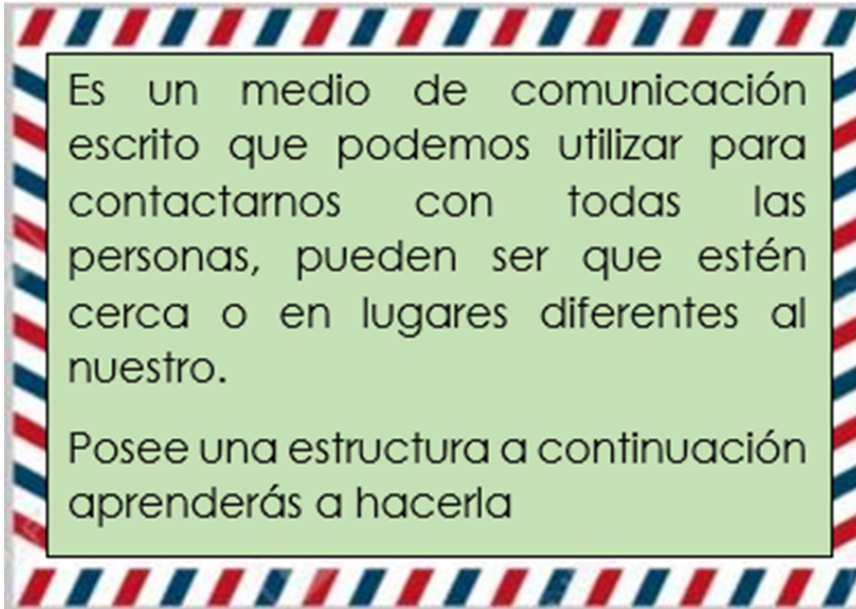 Es un medio de comunicación
escrito que podemos utilizar para
contactarnos con todas las
personas, pueden ser que estén
cerca o en lugares diferentes al
nuestro.
Posee una estructura a continuación
aprenderás a hacerla